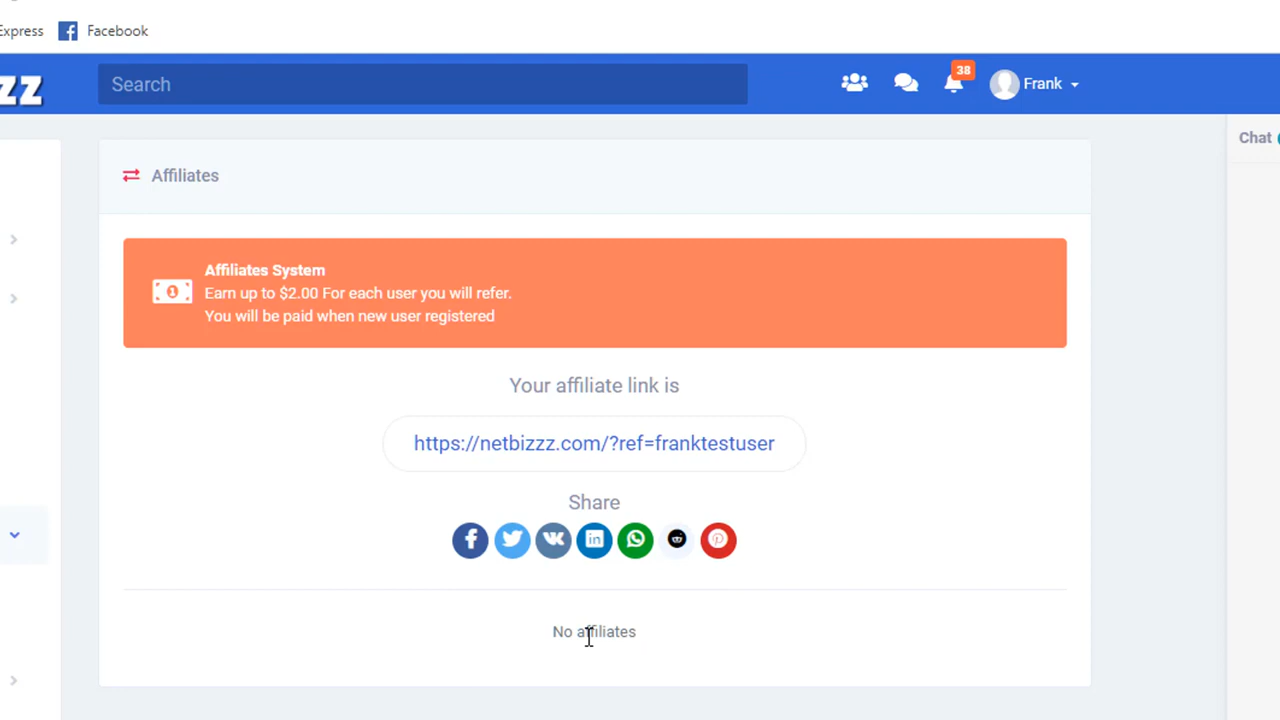 Express Facebook
zz Search 38 Frank
Chat
Affiliates
1
Affiliates System
Earn up to $2.00 For each user you will refer.
You will be paid when new user registered
Your affiliate link is
https://netbizzz.com/?ref=franktestuser
Share
No affiliates